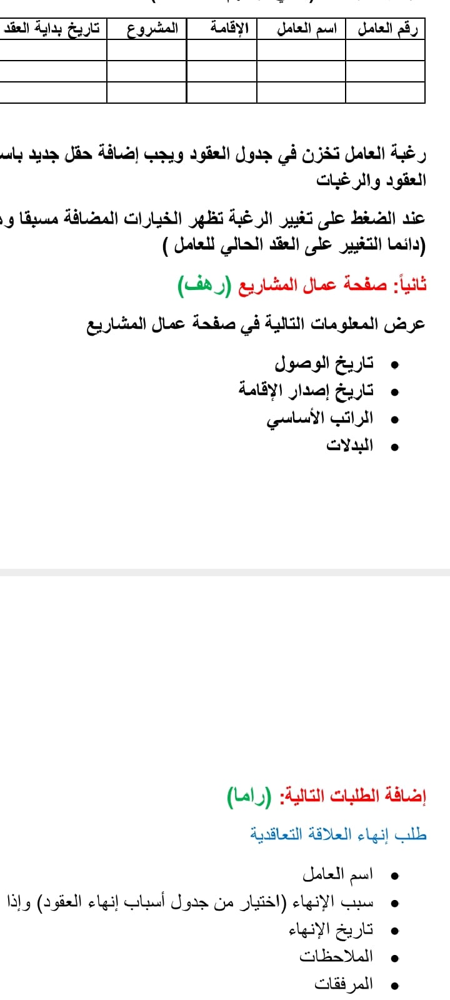 رقم العامل	اسم العامل	الإقامة	المشروع	تاريخ بداية العقد
رغبة العامل تخزن في جدول العقود ويجب إضافة حقل جديد
العقود والرغبات
عند الضغط على تغيير الرغبة تظهر الخيارات المضافة مسبقا
(دائما التغيير على العقد الحالي للعامل )
ثانياً: صفحة عمال المشاريع (رهف)
عرض المعلومات التالية في صفحة عمال المشاريع
• تاريخ الوصول
• تاريخ إصدار الإقامة
• الراتب الأساسي
• البدلات
إضافة الطلبات التالية: (راما)
طلب إنهاء العلاقة التعاقدية
• اسم العامل
• سبب الإنهاء (اختيار من جدول أسباب إنهاء العقود) وإذا
• تاريخ الإنهاء
• الملاحظات
• المرفقات